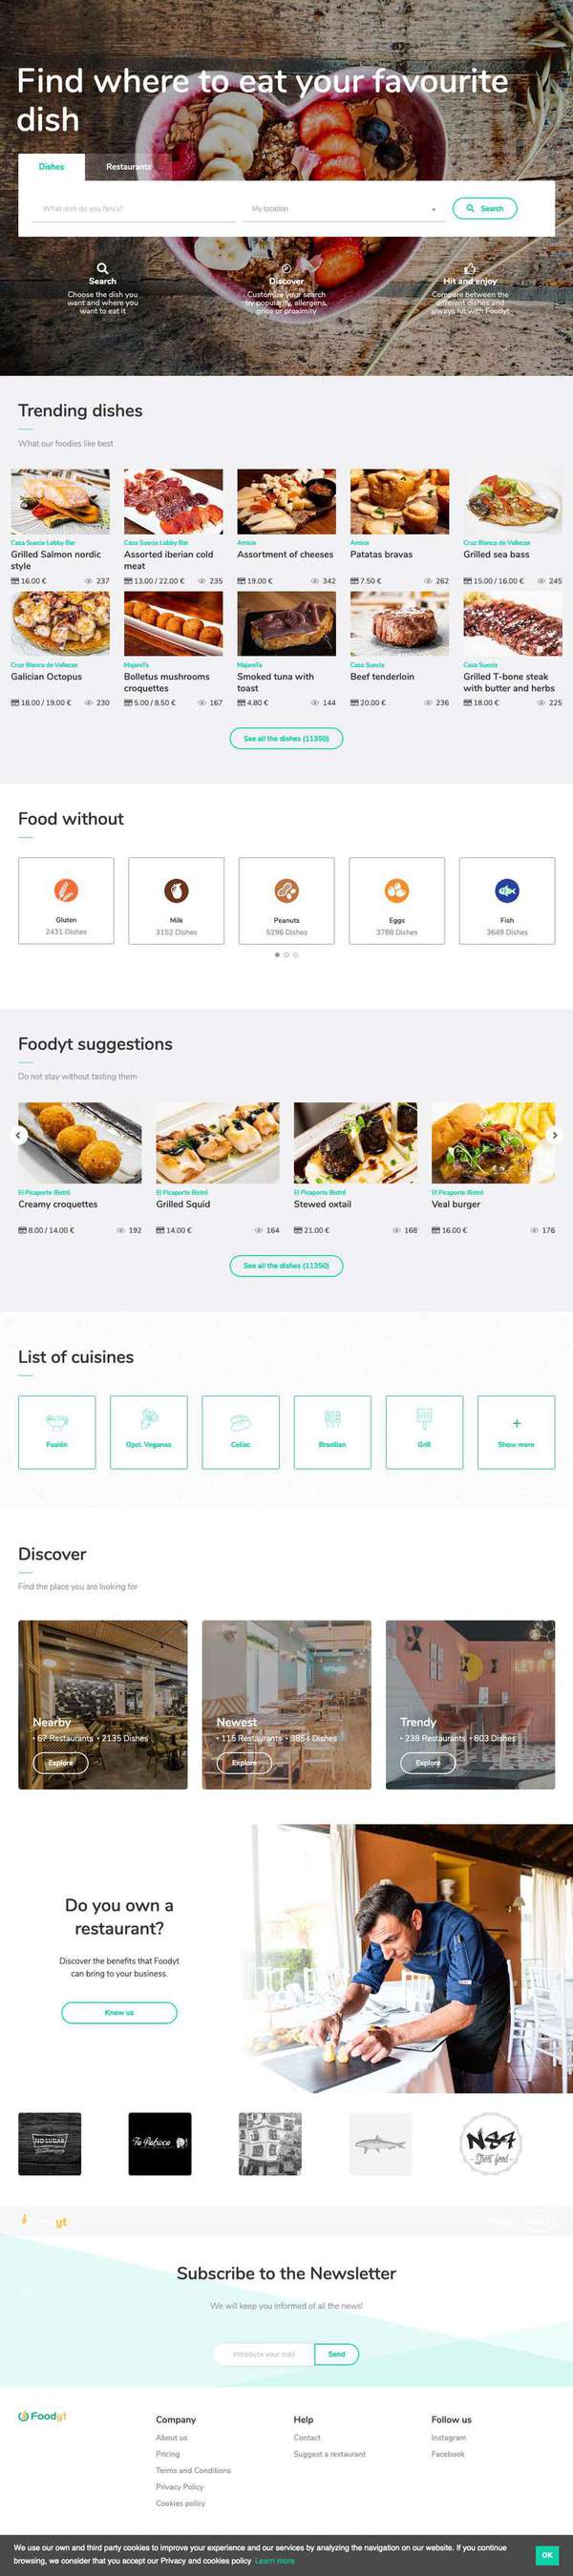 Find where to eat your favourite
dish
Dishes
Restaurants
What dish do you fancy?
My location
Search
Search
Choose the dish you
want and where you
want to eat it
Discover
Customize your search
by popularity, allergens,
price or proximity
Hit and enjoy
Compare between the
different dishes and
always hit with Foodyt
Trending dishes
What our foodies like best
Casa Suecia Lobby Bar
Grilled Salmon nordic
style
16.00 € 237
Casa Suecia Lobby Bar
Assorted iberian cold
meat
13.00 / 22.00 € 235
Amicis
Assortment of cheeses
19.00 € 342
Amicis
Patatas bravas
7.50 € 262
Cruz Blanca de Vallecas
Grilled sea bass
15.00 / 16.00 € 245
Cruz Blanca de Vallecas
Galician Octopus
18.00 / 19.00 € 230
Majareta
Bolletus mushrooms
croquettes
5.00 / 8.50 € 167
Majareta
Smoked tuna with
toast
4.80 € 144
Casa Suecia
Beef tenderloin
20.00 € 236
Casa Suecia
Grilled T-bone steak
with butter and herbs
18.00 € 225
See all the dishes (11350)
Food without
Gluten
2431 Dishes
Milk
3152 Dishes
Peanuts
5296 Dishes
Eggs
3788 Dishes
Fish
3649 Dishes
Foodyt suggestions
Do not stay without tasting them
El Picaporte Bistró
Creamy croquettes
8.00 / 14.00 € 192
El Picaporte Bistró
Grilled Squid
14.00 € 164
El Picaporte Bistró
Stewed oxtail
21.00 € 168
El Picaporte Bistró
Veal burger
16.00 € 176
See all the dishes (11350)
List of cuisines
Fusión
Opcl. Veganas
Celiac
Brasilian
Grill
Show more
Discover
Find the place you are looking for
Nearby
• 67 Restaurants • 2135 Dishes
Explore
Newest
• 115 Restaurants • 3854 Dishes
Explore
Trendy
• 238 Restaurants • 803 Dishes
Explore
Do you own a
restaurant?
Discover the benefits that Foodyt
can bring to your business.
Know us
N84
Street food
yt
Subscribe to the Newsletter
We will keep you informed of all the news!
Introduce your mail
Send
Foodyt
Company
About us
Pricing
Terms and Conditions
Privacy Policy
Cookies policy
Help
Contact
Suggest a restaurant
Follow us
Instagram
Facebook
We use our own and third party cookies to improve your experience and our services by analyzing the navigation on our website. If you continue
browsing, we consider that you accept our Privacy and cookies policy Learn more
OK